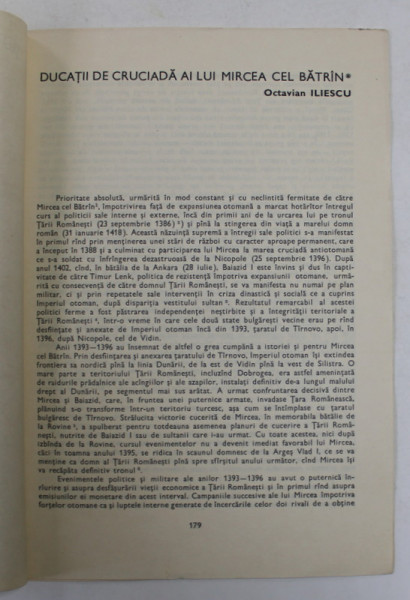 DUCAȚII DE CRUCIADĂ AI LUI MIRCEA CEL BĂTRÎN*
Octavian ILIESCU
Prioritate absolută, urmărită în mod constant și cu neclintită fermitate de către
Mircea cel Bătrîn, împotrivirea față de expansiunea otomană a marcat hotărîtor întregul
curs al politicii sale interne și externe, încă din primii ani de la urcarea lui pe tronul
Țării Românești (23 septembrie 1386) și pînă la stingerea din viață a marelui domn
român (31 ianuarie 1418). Această năzuință supremă a întregii sale politici s-a manifestat
în primul rînd prin menținerea unei stări de război cu caracter aproape permanent, care
a început în 1388 și a culminat cu participarea lui Mircea la marea cruciadă antiotomană
ce s-a soldat cu înfrîngerea dezastruoasă de la Nicopole (25 septembrie 1396). După
anul 1402, cînd, în bătălia de la Ankara (28 iulie), Baiazid I este învins și dus în capti-
vitate de către Timur Lenk, politica de rezistență împotriva expansiunii otomane, urmă-
rită cu consecvență de către domnul Țării Românești, se va manifesta nu numai pe plan
militar, ci și prin repetatele sale intervenții în criza dinastică și socială ce a cuprins
Imperiul otoman, după dispariția vestitului sultan. Rezultatul remarcabil al acestei
politici ferme a fost păstrarea independenței neștirbite și a integrității teritoriale a
Țării Românești, într-o vreme în care cele două state bulgărești vecine erau pe rînd
desființate și anexate de Imperiul otoman încă din 1393, țaratul de Tîrnovo, apoi, în
1396, după Nicopole, cel de Vidin.
Anii 1393—1396 au însemnat de altfel o grea cumpănă a istoriei și pentru Mircea
cel Bătrîn. Prin desființarea și anexarea țaratului de Tîrnovo, Imperiul otoman își extindea
frontiera sa nordică pînă la linia Dunării, de la est de Vidin pînă la vest de Silistra. O
mare parte a teritoriului Țării Românești, incluzînd Dobrogea, era astfel amenințată
de raidurile prădalnice ale acîngiilor și ale azapilor, instalați definitiv de-a lungul malului
drept al Dunării, pe segmentul mai sus arătat. A urmat confruntarea decisivă dintre
Mircea și Baiazid, care, în fruntea unei puternice armate, invadase Țara Românească,
plănuind s-o transforme într-un teritoriu turcesc, așa cum se întîmplase cu țaratul
bulgăresc de Tîrnovo. Strălucita victorie cucerită de Mircea, în memorabila bătălie de
la Rovine, a spulberat pentru totdeauna asemenea planuri de cucerire a Țării Româ-
nești, nutrite de Baiazid I sau de sultanii care i-au urmat. Cu toate acestea, nici după
izbînda de la Rovine, cursul evenimentelor nu a devenit imediat favorabil lui Mircea,
căci în toamna anului 1395, se ridica în scaunul domnesc de la Argeș Vlad I, ce se va
menține ca domn al Țării Românești pînă spre sfîrșitul anului următor, cînd Mircea își
va recăpăta definitiv tronul.
Evenimentele politice și militare ale anilor 1393—1396 au avut o puternică în-
rîurire și asupra desfășurării vieții economice a Țării Românești și în primul rînd asupra
emisiunilor ei monetare din acest interval. Campaniile succesive ale lui Mircea împotriva
forțelor otomane ca și luptele interne generate de încercările celor doi rivali de a obține
179